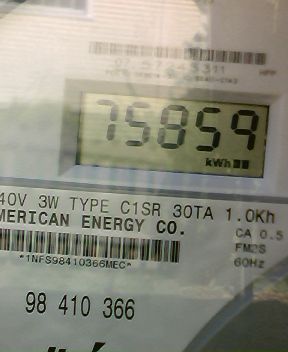 75859
kWh
40V 3W TYPE C1SR 30TA 1.0Kh
MERICAN ENERGY CO.
CA 0.5
FM2S
*1NFS98410366MEC*
60Hz
98 410 366